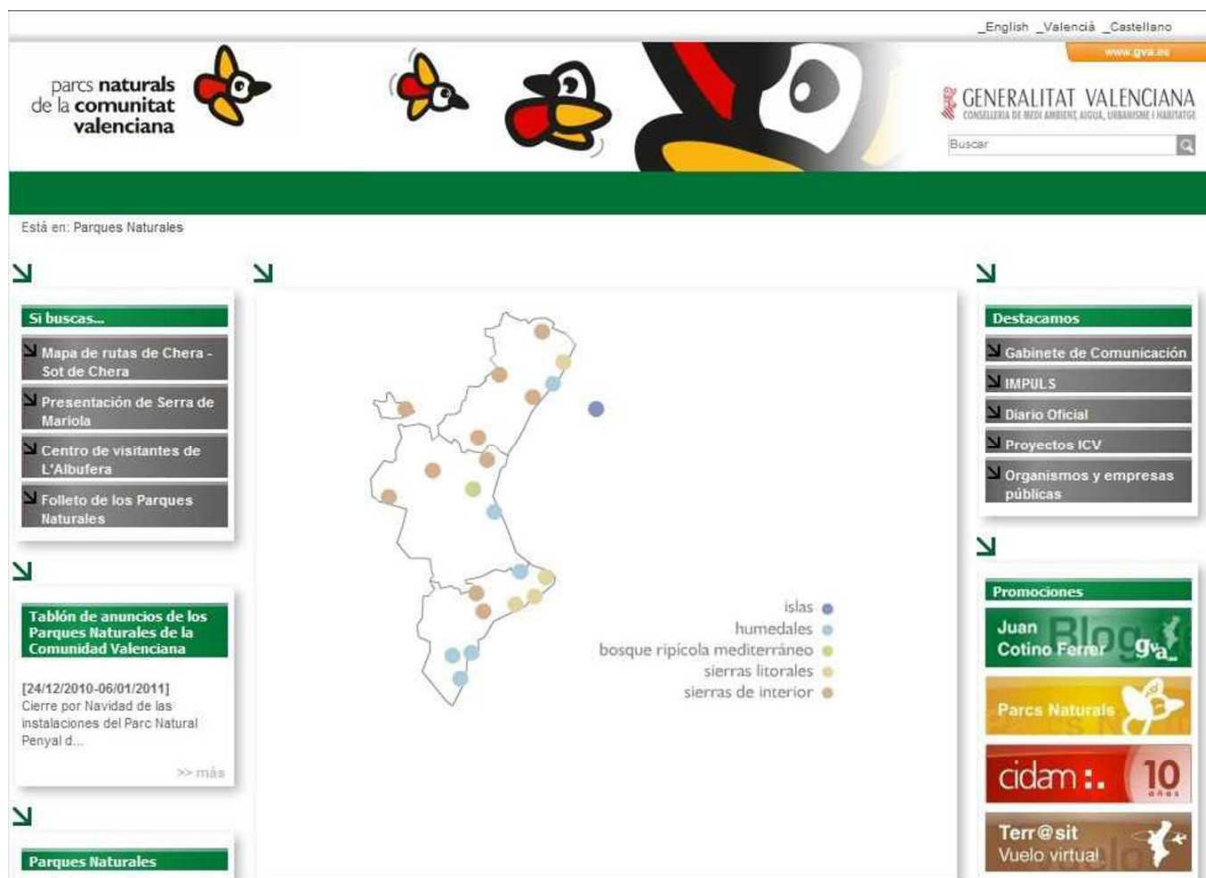 _English _Valencià _Castellano
www.gva.es
parcs naturals
de la comunitat
valenciana
GENERALITAT VALENCIANA
CONSELLERIA DE MEDI AMBIENT, AIGUA, URBANISME I HABITATGE
Buscar
Está en: Parques Naturales
Si buscas...
Mapa de rutas de Chera -
Sot de Chera
Presentación de Serra de
Mariola
Centro de visitantes de
L'Albufera
Folleto de los Parques
Naturales
Tablón de anuncios de los
Parques Naturales de la
Comunidad Valenciana
[24/12/2010-06/01/2011]
Cierre por Navidad de las
instalaciones del Parc Natural
Penyal d...
>> más
Parques Naturales
islas
humedales
bosque ripícola mediterráneo
sierras litorales
sierras de interior
Destacamos
Gabinete de Comunicación
IMPULS
Diario Oficial
Proyectos ICV
Organismos y empresas
públicas
Promociones
Juan
Cotino Ferrer
Blog
gva_
Parcs Naturals
cidam :.
10
años
Terr@sit
Vuelo virtual